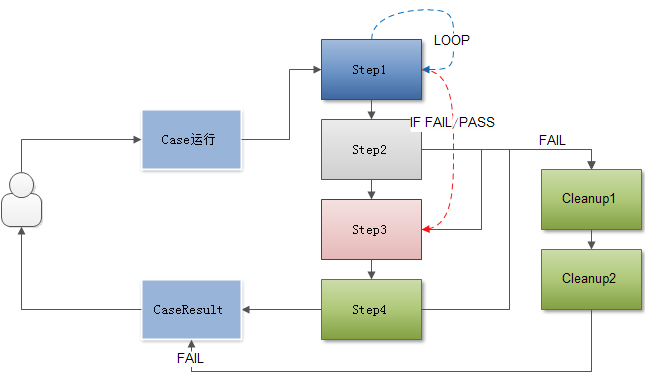 LOOP
Step1
IF FAIL/PASS
Case运行
Step2
FAIL
Cleanup1
Step3
Cleanup2
CaseResult
Step4
FAIL